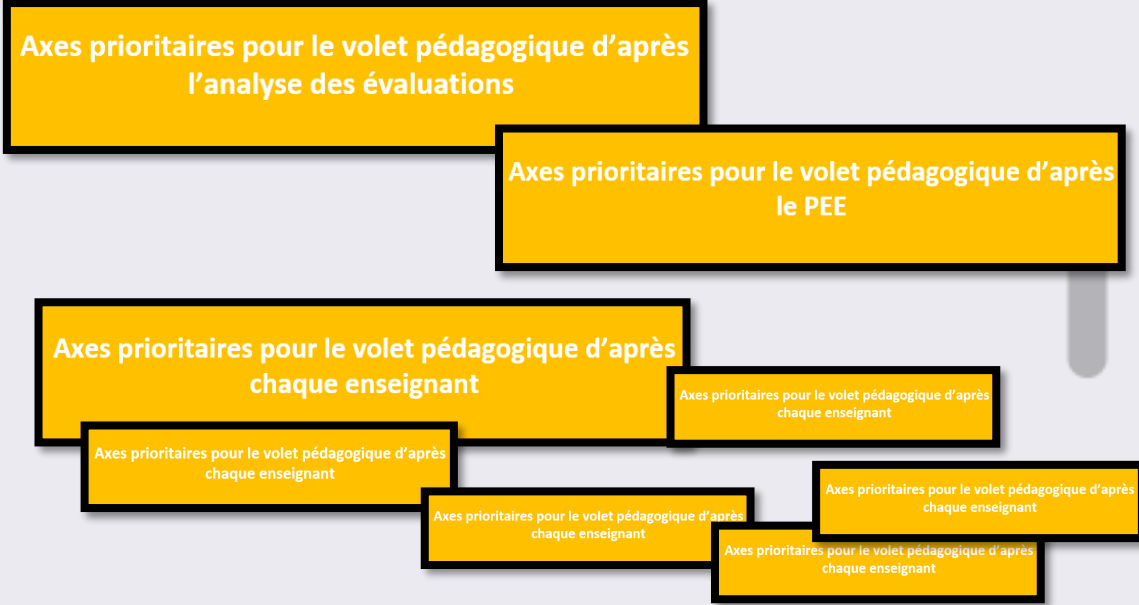 Axes prioritaires pour le volet pédagogique d’après
l’analyse des évaluations
Axes prioritaires pour le volet pédagogique d’après
le PEE
Axes prioritaires pour le volet pédagogique d’après
chaque enseignant
Axes prioritaires pour le volet pédagogique d’après
chaque enseignant
Axes prioritaires pour le volet pédagogique d’après
chaque enseignant
Axes prioritaires pour le volet pédagogique d’après
chaque enseignant
Axes prioritaires pour le volet pédagogique d’après
chaque enseignant
Axes prioritaires pour le volet pédagogique d’après
chaque enseignant